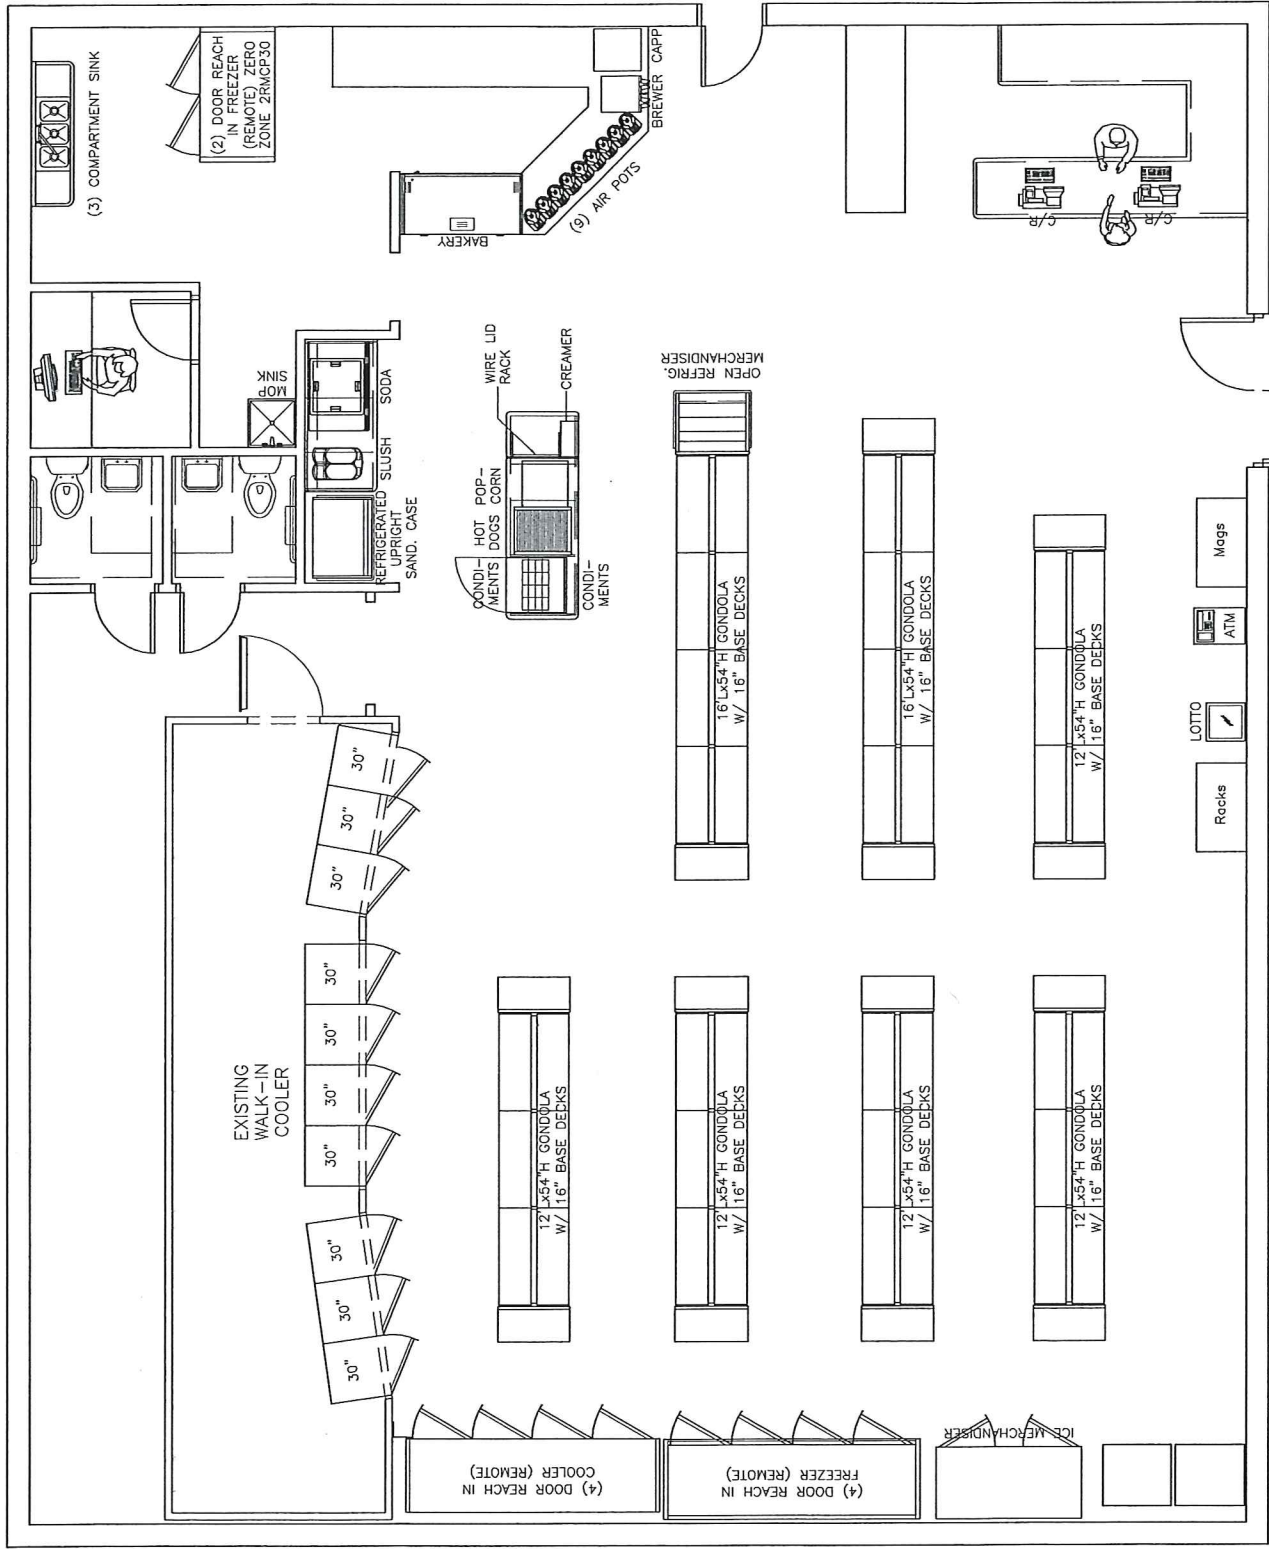 (3) COMPARTMENT SINK
(2) DOOR REACH
IN FREEZER
(REMOTE) ZERO
ZONE 2RMCP30
BREWER CAPP
(9) AIR POTS
BAKERY
C/R
C/R
MOP
SINK
SODA
SLUSH
REFRIGERATED
UPRIGHT
SAND. CASE
WIRE LID
RACK
CREAMER
POP-
CORN
HOT
DOGS
CONDI-
MENTS
CONDI-
MENTS
OPEN REFRIG.
MERCHANDISER
16'Lx54"H GONDOLA
W/ 16" BASE DECKS
16'Lx54"H GONDOLA
W/ 16" BASE DECKS
12'Lx54"H GONDOLA
W/ 16" BASE DECKS
Mags
ATM
LOTTO
Racks
30"
30"
30"
30"
30"
30"
30"
30"
30"
30"
EXISTING
WALK-IN
COOLER
12'Lx54"H GONDOLA
W/ 16" BASE DECKS
12'Lx54"H GONDOLA
W/ 16" BASE DECKS
12'Lx54"H GONDOLA
W/ 16" BASE DECKS
12'Lx54"H GONDOLA
W/ 16" BASE DECKS
(4) DOOR REACH IN
COOLER (REMOTE)
(4) DOOR REACH IN
FREEZER (REMOTE)
ICE MERCHANDISER